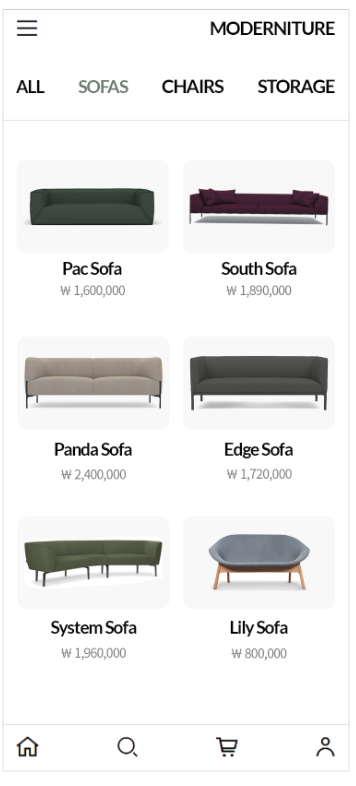 MODERNITURE
ALL SOFAS CHAIRS STORAGE
Pac Sofa South Sofa
₩ 1,600,000 ₩ 1,890,000
Panda Sofa Edge Sofa
₩ 2,400,000 ₩ 1,720,000
System Sofa Lily Sofa
₩ 1,960,000 ₩ 800,000